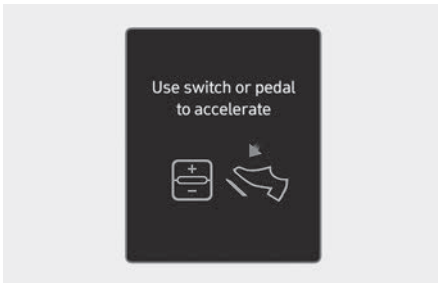 Use switch or pedal
to accelerate
+
−